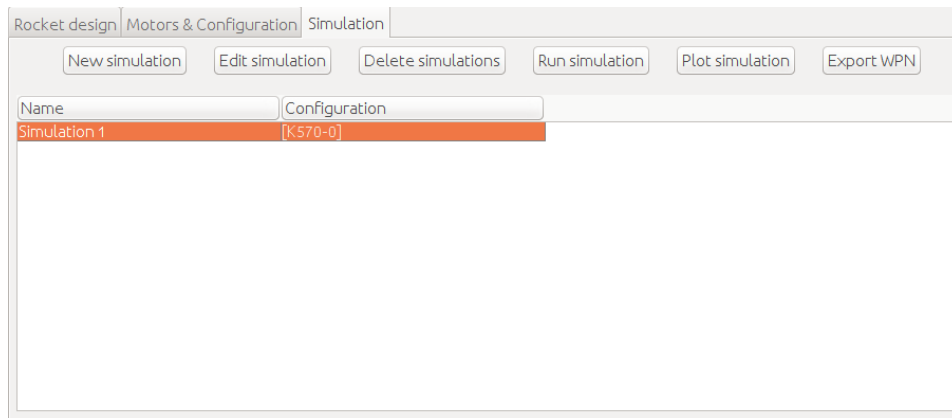 Rocket design Motors & Configuration Simulation
New simulation Edit simulation Delete simulations Run simulation Plot simulation Export WPN
Name Configuration
Simulation 1 [K570-0]